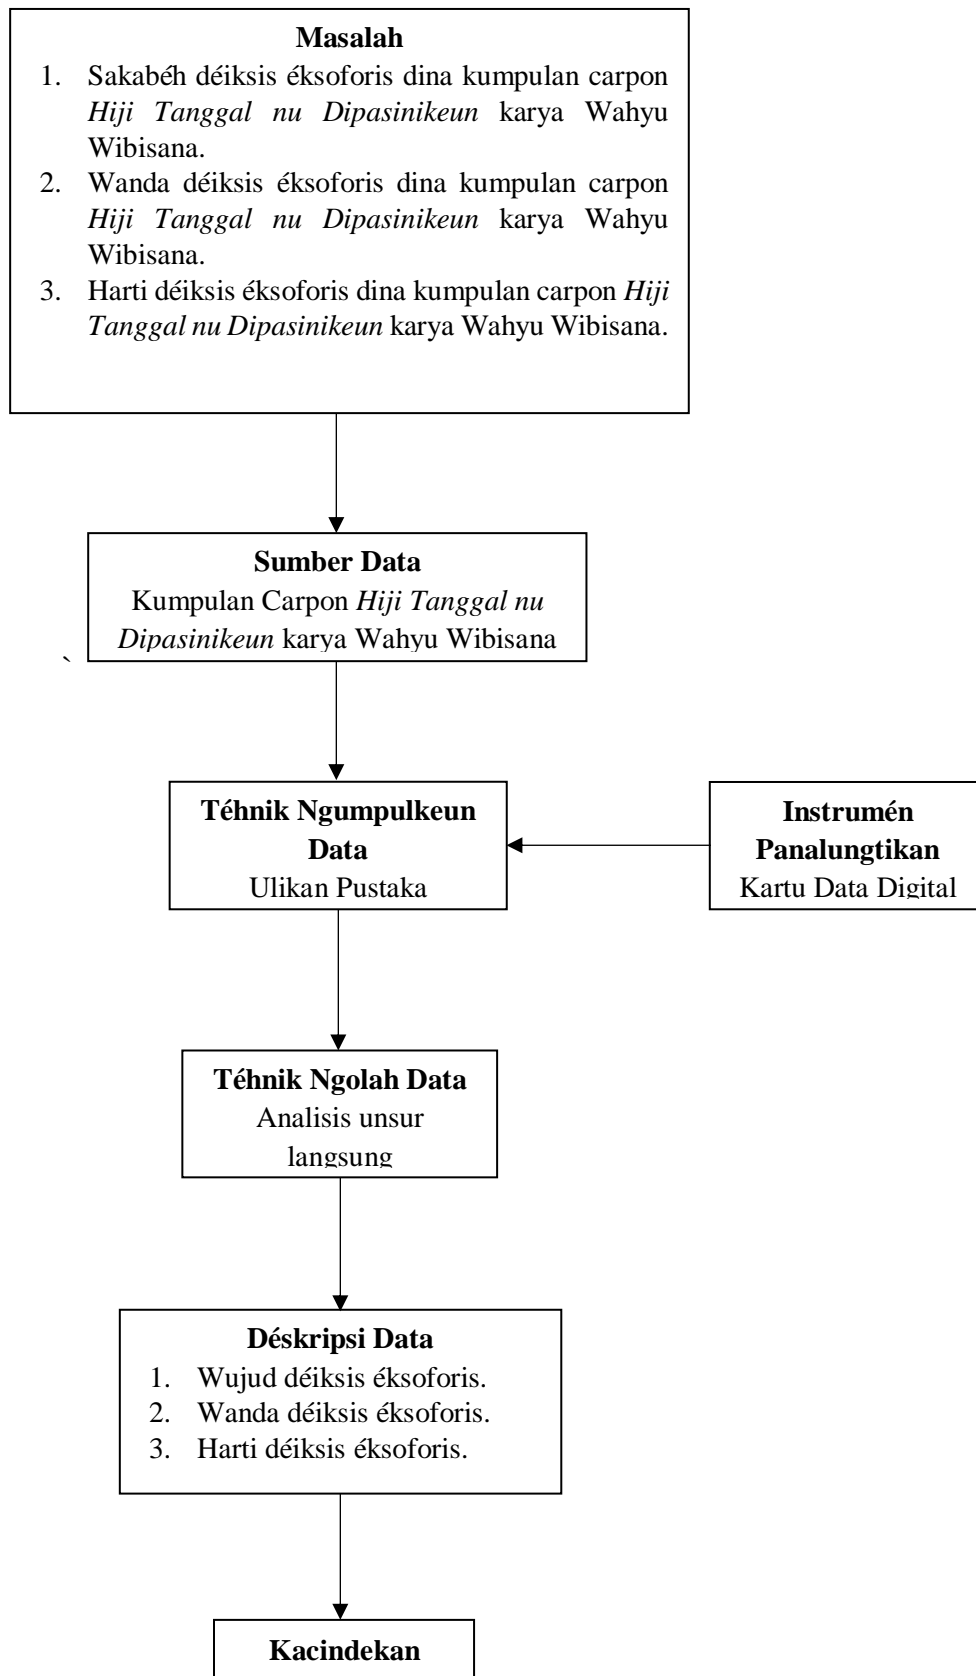 Masalah
1. Sakabéh déiksis éksoforis dina kumpulan carpon
Hiji Tanggal nu Dipasinikeun karya Wahyu
Wibisana.
2. Wanda déiksis éksoforis dina kumpulan carpon
Hiji Tanggal nu Dipasinikeun karya Wahyu
Wibisana.
3. Harti déiksis éksoforis dina kumpulan carpon Hiji
Tanggal nu Dipasinikeun karya Wahyu Wibisana.
Sumber Data
Kumpulan Carpon Hiji Tanggal nu
Dipasinikeun karya Wahyu Wibisana
`
Téhnik Ngumpulkeun
Data
Ulikan Pustaka
Instrumén
Panalungtikan
Kartu Data Digital
Téhnik Ngolah Data
Analisis unsur
langsung
Déskripsi Data
1. Wujud déiksis éksoforis.
2. Wanda déiksis éksoforis.
3. Harti déiksis éksoforis.
Kacindekan